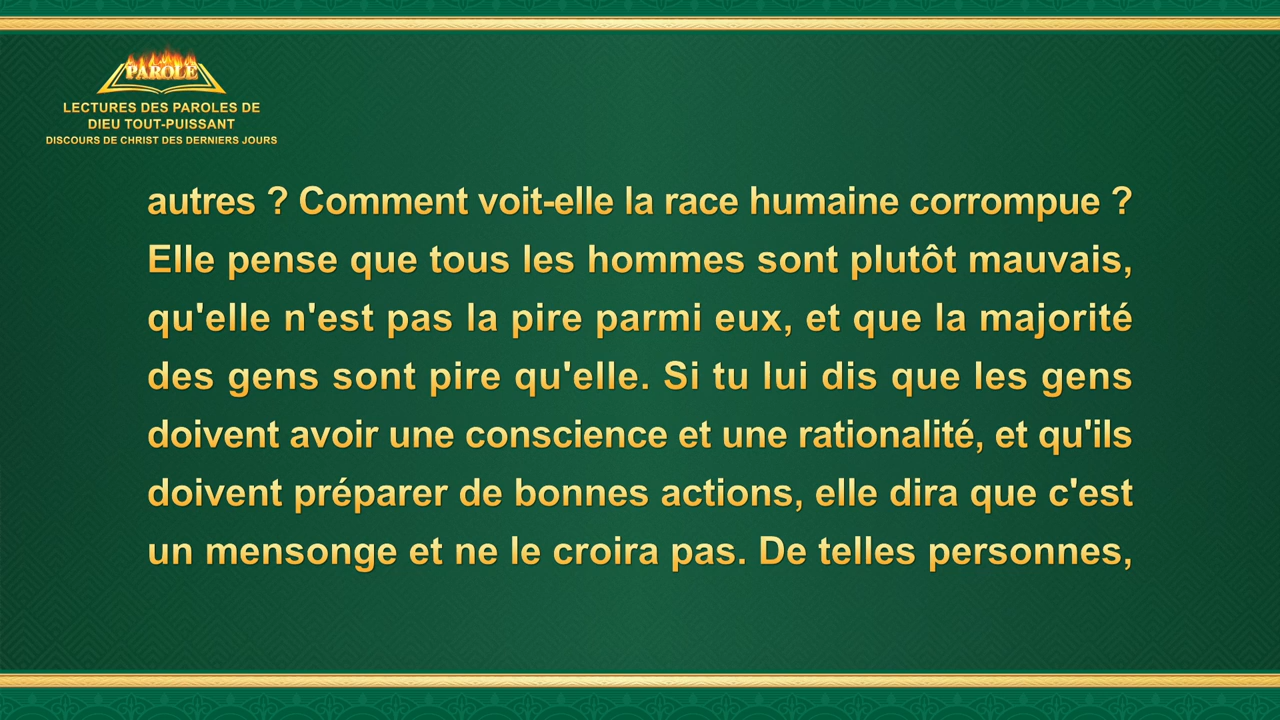 PAROLE
LECTURES DES PAROLES DE
DIEU TOUT-PUISSANT
DISCOURS DE CHRIST DES DERNIERS JOURS
autres ? Comment voit-elle la race humaine corrompue ?
Elle pense que tous les hommes sont plutôt mauvais,
qu'elle n'est pas la pire parmi eux, et que la majorité
des gens sont pire qu'elle. Si tu lui dis que les gens
doivent avoir une conscience et une rationalité, et qu'ils
doivent préparer de bonnes actions, elle dira que c'est
un mensonge et ne le croira pas. De telles personnes,